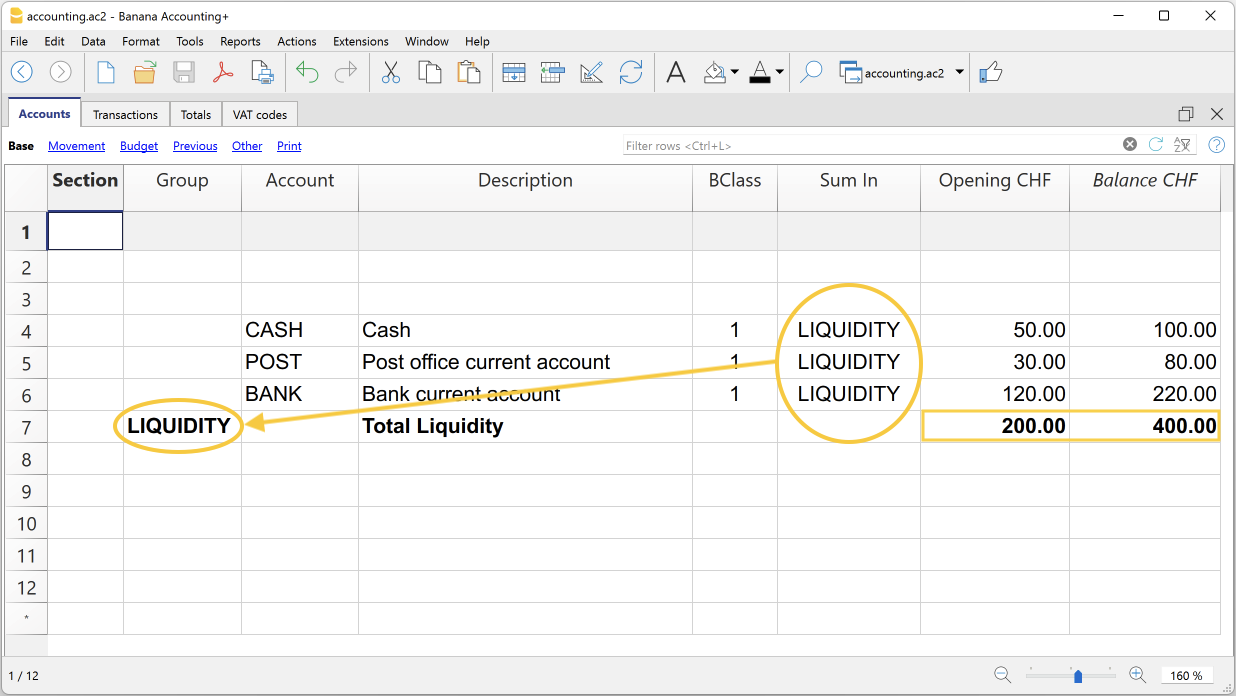 accounting.ac2 - Banana Accounting+
File Edit Data Format Tools Reports Actions Extensions Window Help
A A accounting.ac2
Accounts Transactions Totals VAT codes
Base Movement Budget Previous Other Print Filter rows <Ctrl+L> ?
Section Group Account Description BClass Sum In Opening CHF Balance CHF
1
2
3
4 CASH Cash 1 LIQUIDITY 50.00 100.00
5 POST Post office current account 1 LIQUIDITY 30.00 80.00
6 BANK Bank current account 1 LIQUIDITY 120.00 220.00
7 LIQUIDITY Total Liquidity 200.00 400.00
8
9
10
11
12
*
1 / 12 160 %